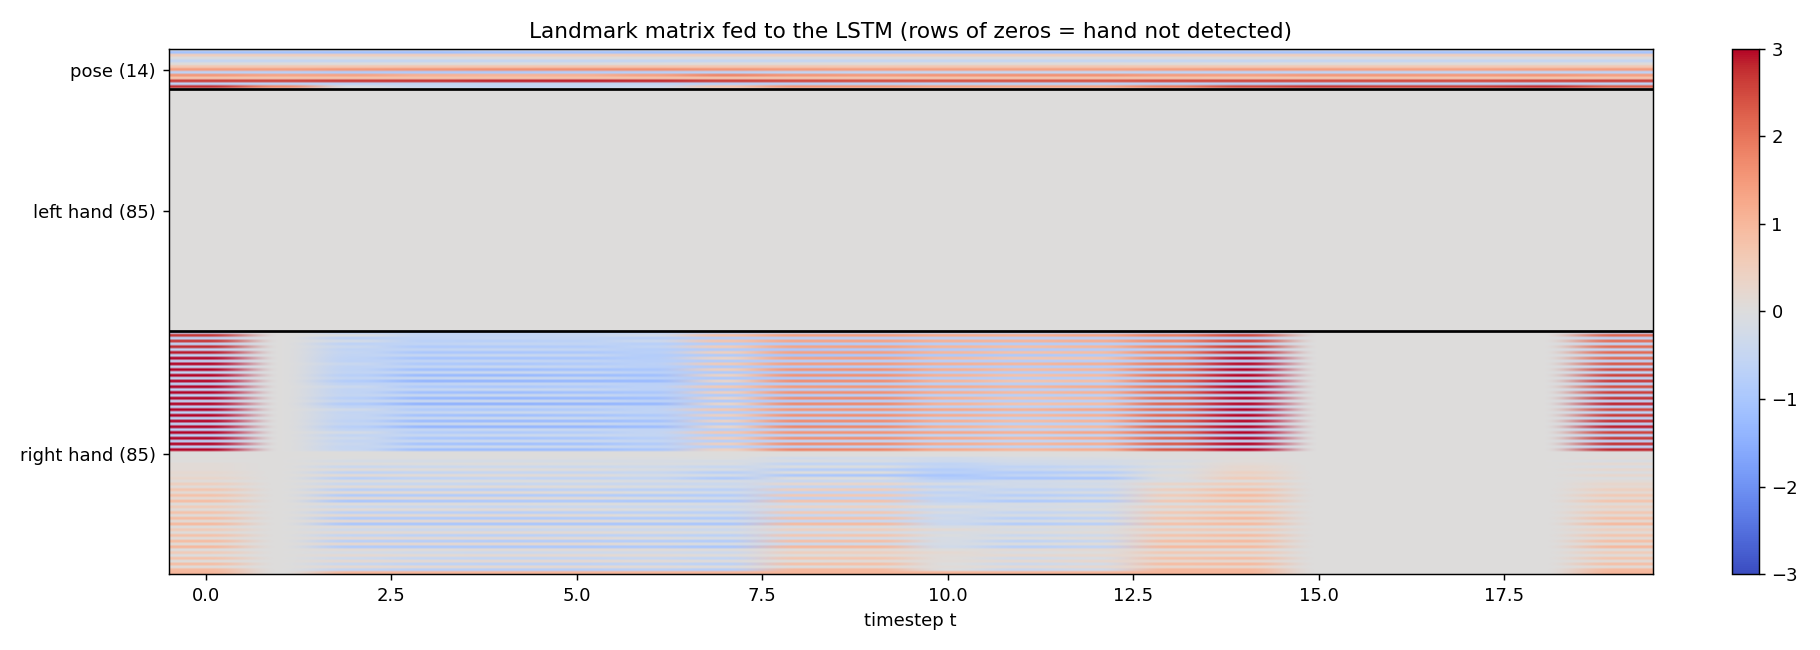 Landmark matrix fed to the LSTM (rows of zeros = hand not detected)
pose (14)
left hand (85)
right hand (85)
0.0 2.5 5.0 7.5 10.0 12.5 15.0 17.5
timestep t
3
2
1
0
−1
−2
−3